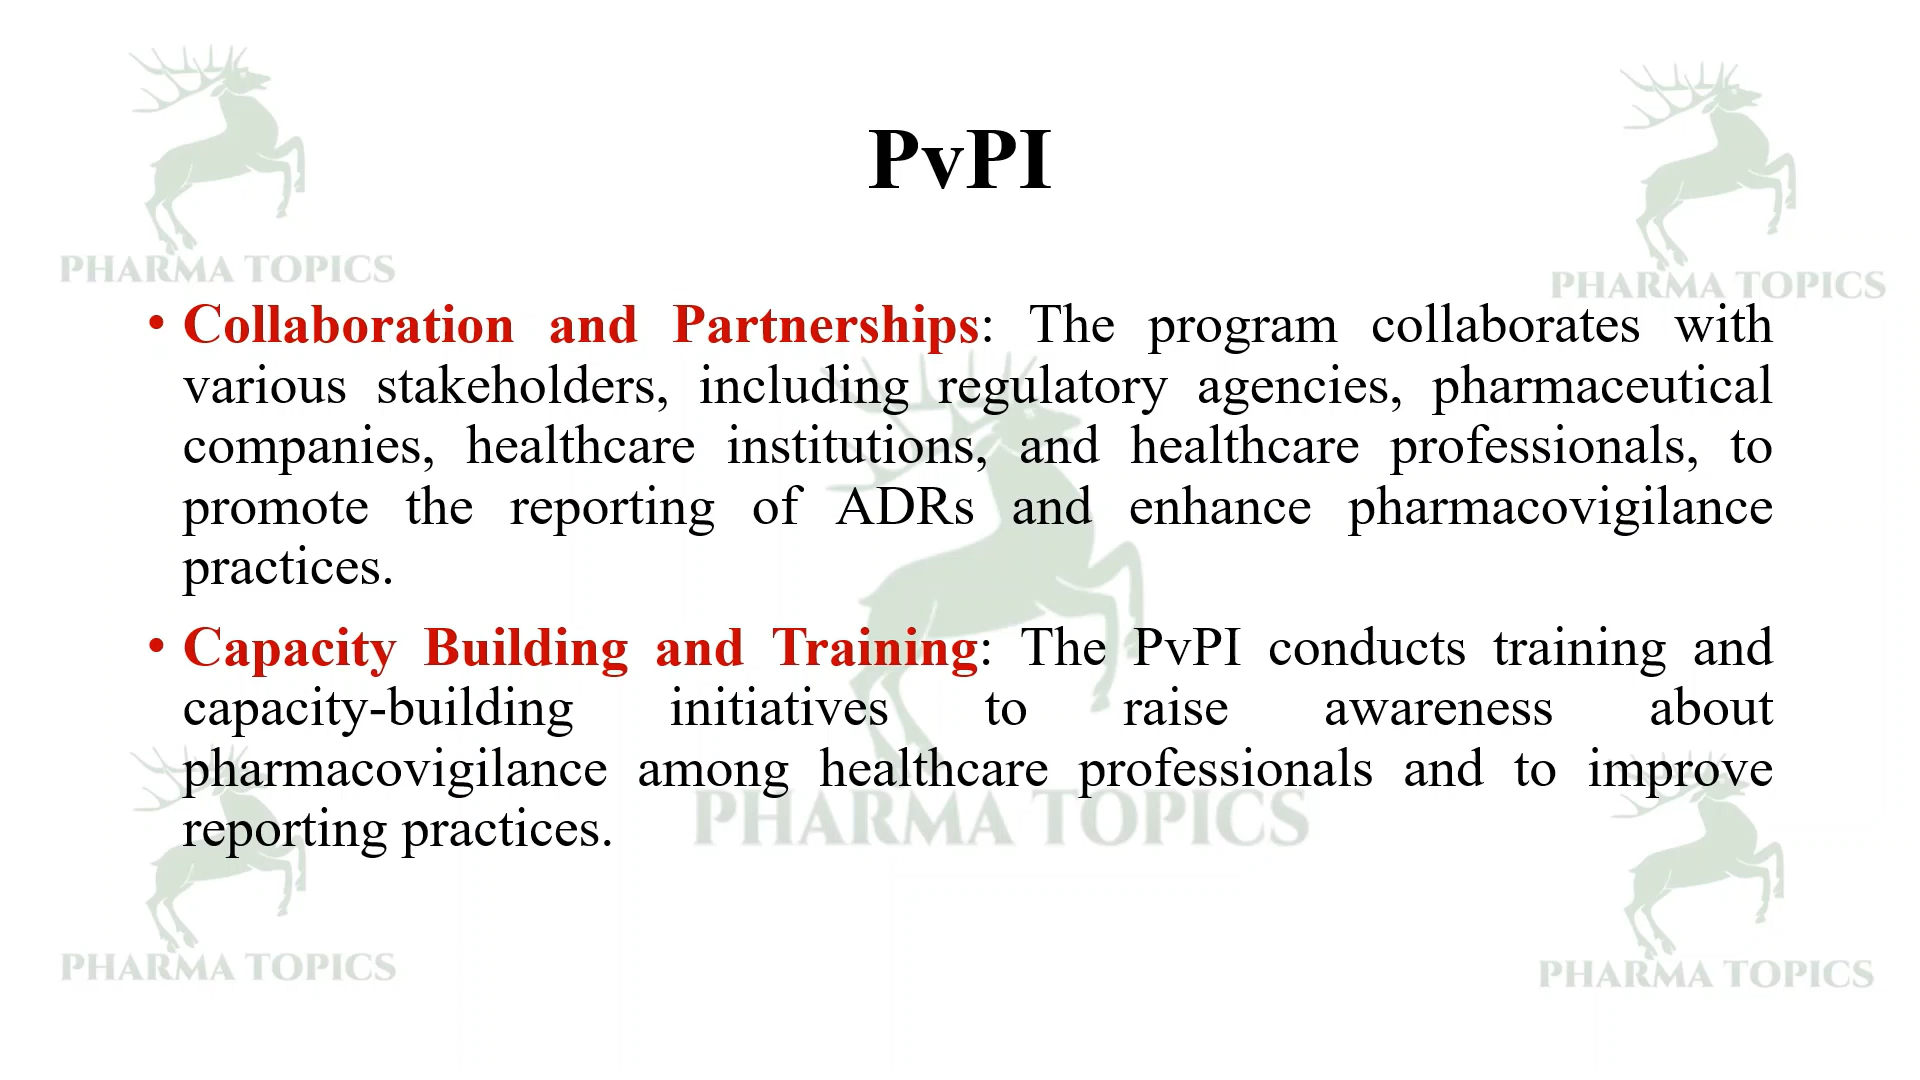 PvPI
PHARMA TOPICS
PHARMA TOPICS
• Collaboration and Partnerships: The program collaborates with
various stakeholders, including regulatory agencies, pharmaceutical
companies, healthcare institutions, and healthcare professionals, to
promote the reporting of ADRs and enhance pharmacovigilance
practices.
• Capacity Building and Training: The PvPI conducts training and
capacity-building initiatives to raise awareness about
pharmacovigilance among healthcare professionals and to improve
reporting practices.
PHARMA TOPICS
PHARMA TOPICS
PHARMA TOPICS